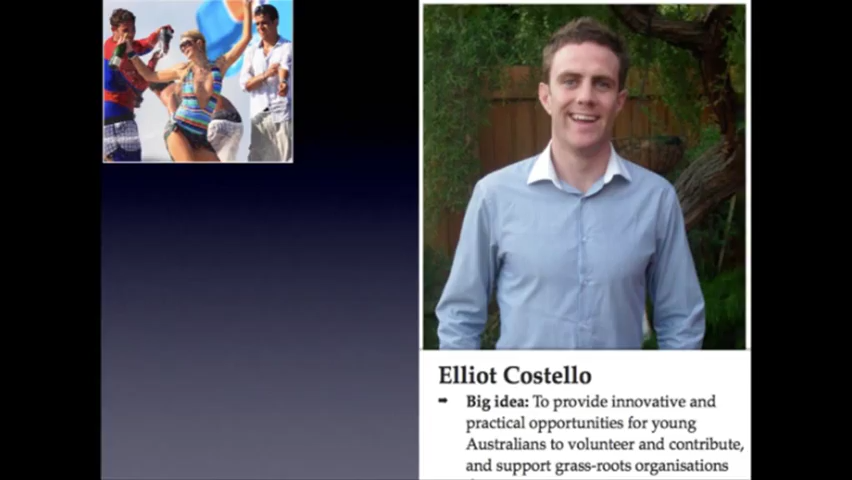 Elliot Costello
➨ Big idea: To provide innovative and
practical opportunities for young
Australians to volunteer and contribute,
and support grass-roots organisations